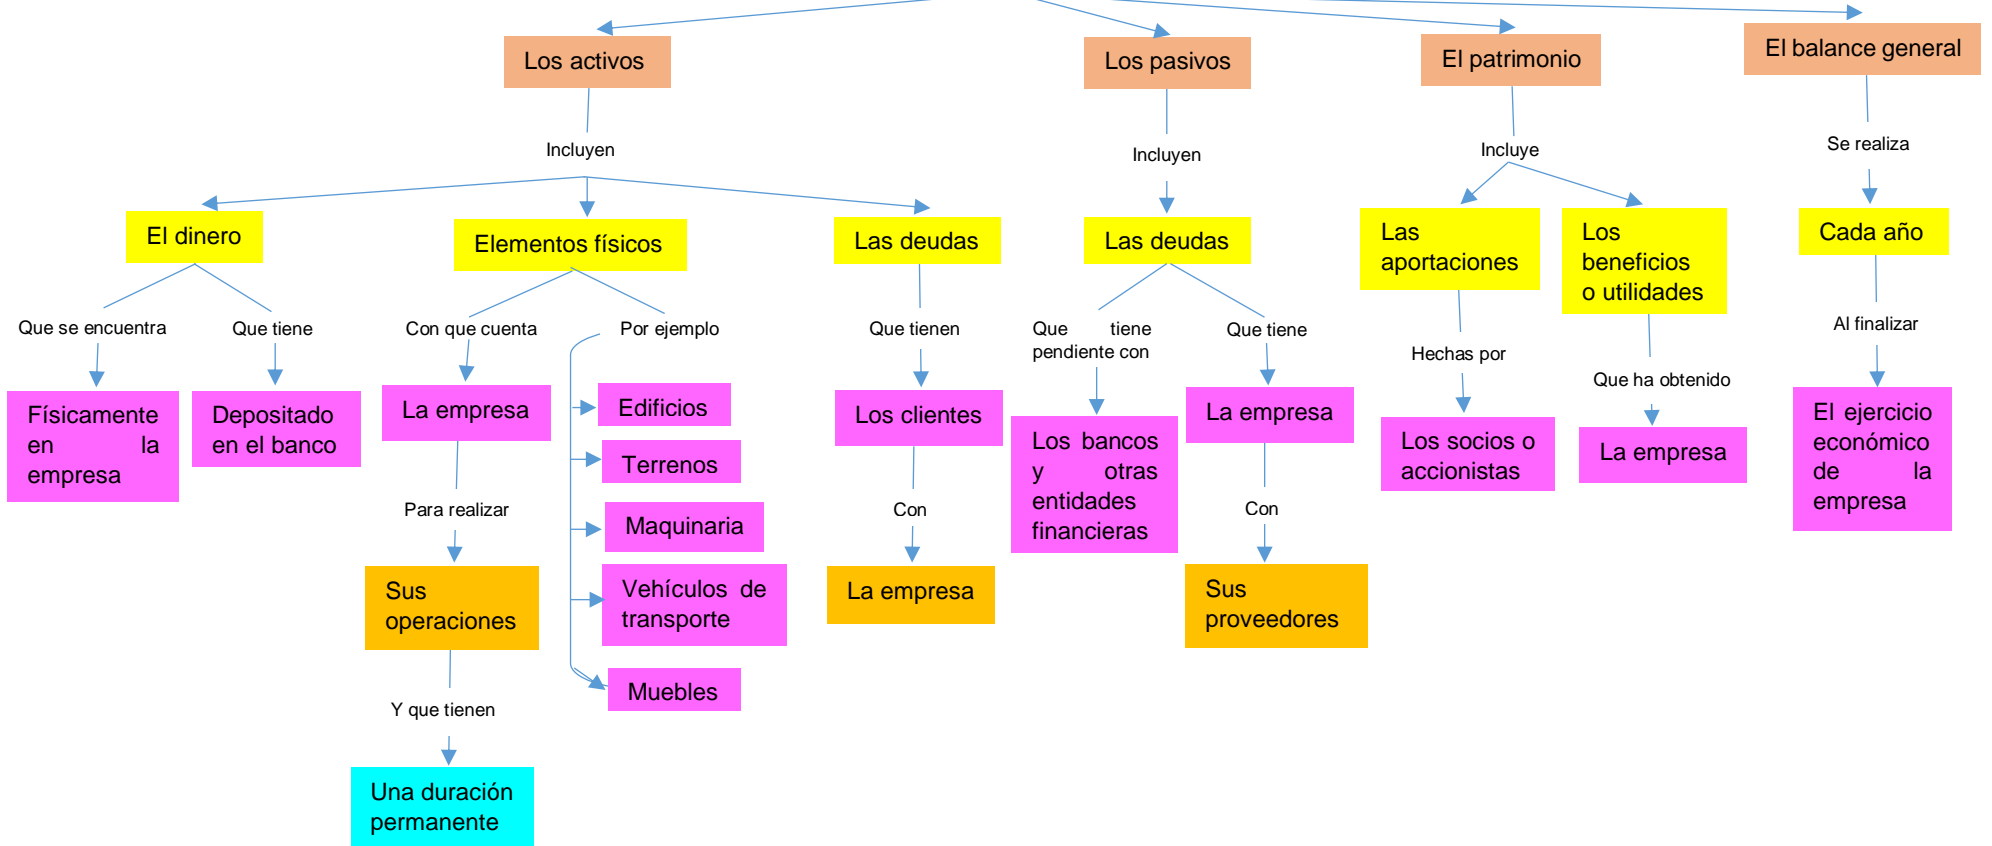 Los activos
Los pasivos
El patrimonio
El balance general
Incluyen
Incluyen
Incluye
Se realiza
El dinero
Elementos físicos
Las deudas
Las deudas
Las
aportaciones
Los
beneficios
o utilidades
Cada año
Que se encuentra
Que tiene
Con que cuenta
Por ejemplo
Que tienen
Que tiene
pendiente con
Que tiene
Hechas por
Que ha obtenido
Al finalizar
Físicamente
en la
empresa
Depositado
en el banco
La empresa
Edificios
Terrenos
Maquinaria
Vehículos de
transporte
Muebles
Los clientes
Los bancos
y otras
entidades
financieras
La empresa
Los socios o
accionistas
La empresa
El ejercicio
económico
de la
empresa
Para realizar
Con
Con
Sus
operaciones
La empresa
Sus
proveedores
Y que tienen
Una duración
permanente